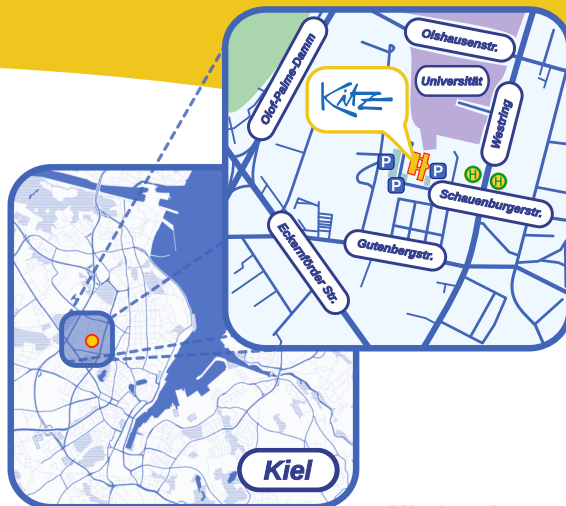 Olshausenstr.
Olof-Palme-Damm
Universität
Kitz
Westring
P
P
P
H
H
Schauenburgerstr.
Gutenbergstr.
Eckernförder Str.
Kiel